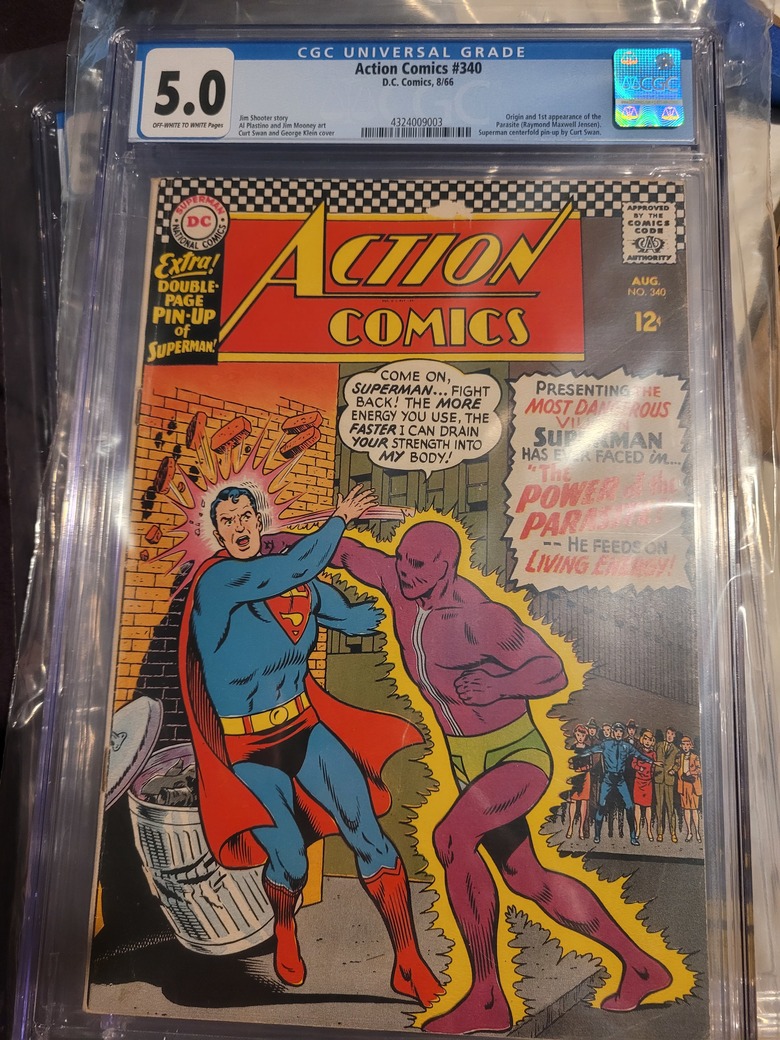 CGC UNIVERSAL GRADE
5.0
OFF-WHITE TO WHITE Pages
Action Comics #340
D.C. Comics, 8/66
Jim Shooter story
Al Plastino and Jim Mooney art
Curt Swan and George Klein cover
4324009003
Origin and 1st appearance of the
Parasite (Raymond Maxwell Jensen).
Superman centerfold pin-up by Curt Swan.
CGC
SUPERMAN
DC
NATIONAL COMICS
Extra!
DOUBLE-
PAGE
PIN-UP
of
SUPERMAN!
ACTION
COMICS
APPROVED
BY THE
COMICS
CODE
AUTHORITY
AUG.
NO. 340
12¢
COME ON,
SUPERMAN... FIGHT
BACK! THE MORE
ENERGY YOU USE, THE
FASTER I CAN DRAIN
YOUR STRENGTH INTO
MY BODY!
PRESENTING THE
MOST DANGEROUS
VILLAIN
SUPERMAN
HAS EVER FACED in...
"The
POWER of the
PARASITE"
-- HE FEEDS ON
LIVING ENERGY!